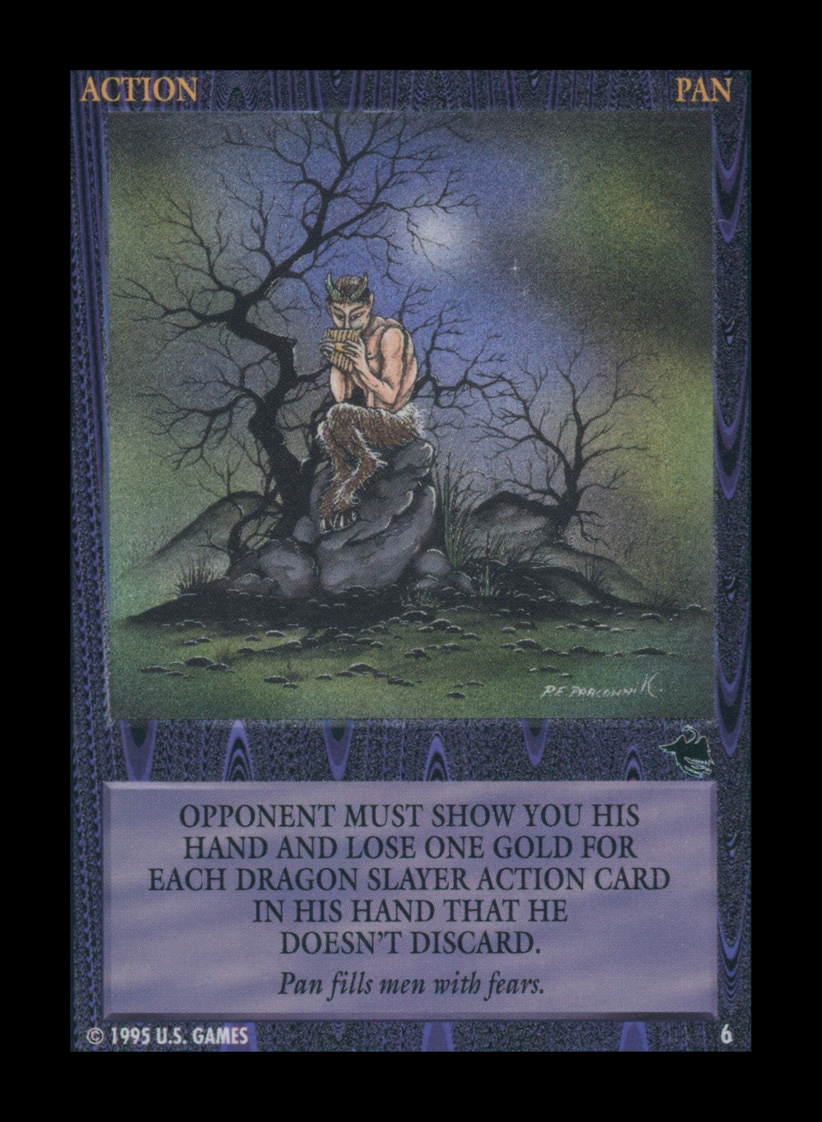 ACTION PAN
P.E. PRACOWNIK.
OPPONENT MUST SHOW YOU HIS
HAND AND LOSE ONE GOLD FOR
EACH DRAGON SLAYER ACTION CARD
IN HIS HAND THAT HE
DOESN'T DISCARD.
Pan fills men with fears.
© 1995 U.S. GAMES 6